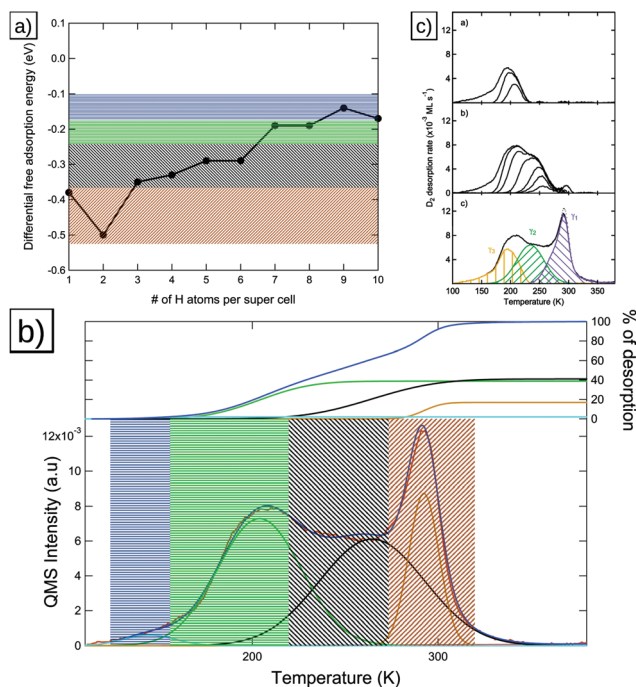 a)
Differential free adsorption energy (eV)
0.0
-0.1
-0.2
-0.3
-0.4
-0.5
-0.6
1 2 3 4 5 6 7 8 9 10
# of H atoms per super cell
c)
D2 desorption rate (x10⁻³ ML s⁻¹)
a)
12
8
4
b)
12
8
4
0
c)
12
8
4
γ3
γ2
γ1
100 150 200 250 300 350
Temperature (K)
b)
100
80
60
40
20
0
% of desorption
12x10⁻³
10
8
6
4
2
0
QMS Intensity (a.u)
200 300
Temperature (K)